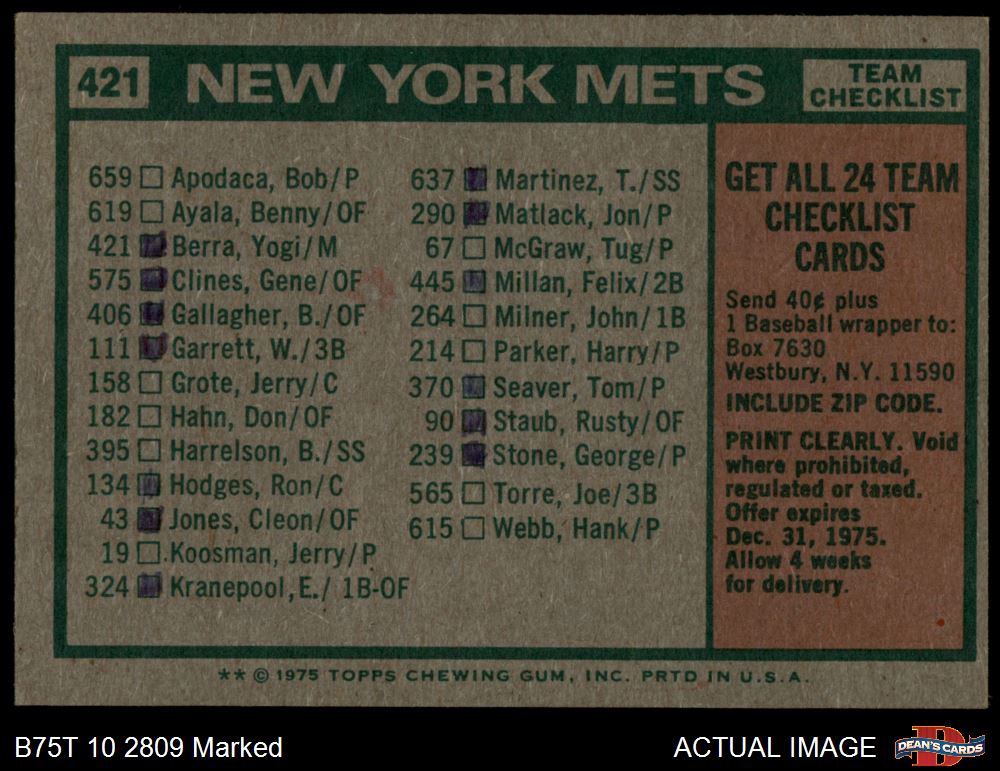 421 NEW YORK METS TEAM CHECKLIST
659 Apodaca, Bob/P
619 Ayala, Benny/OF
421 Berra, Yogi/M
575 Clines, Gene/OF
406 Gallagher, B./OF
111 Garrett, W./3B
158 Grote, Jerry/C
182 Hahn, Don/OF
395 Harrelson, B./SS
134 Hodges, Ron/C
43 Jones, Cleon/OF
19 Koosman, Jerry/P
324 Kranepool, E./ 1B-OF
637 Martinez, T./SS
290 Matlack, Jon/P
67 McGraw, Tug/P
445 Millan, Felix/2B
264 Milner, John/1B
214 Parker, Harry/P
370 Seaver, Tom/P
90 Staub, Rusty/OF
239 Stone, George/P
565 Torre, Joe/3B
615 Webb, Hank/P
GET ALL 24 TEAM
CHECKLIST
CARDS
Send 40¢ plus
1 Baseball wrapper to:
Box 7630
Westbury, N.Y. 11590
INCLUDE ZIP CODE.
PRINT CLEARLY. Void
where prohibited,
regulated or taxed.
Offer expires
Dec. 31, 1975.
Allow 4 weeks
for delivery.
** © 1975 TOPPS CHEWING GUM, INC. PRTD IN U.S.A.
B75T 10 2809 Marked
ACTUAL IMAGE
D
DEAN'S CARDS